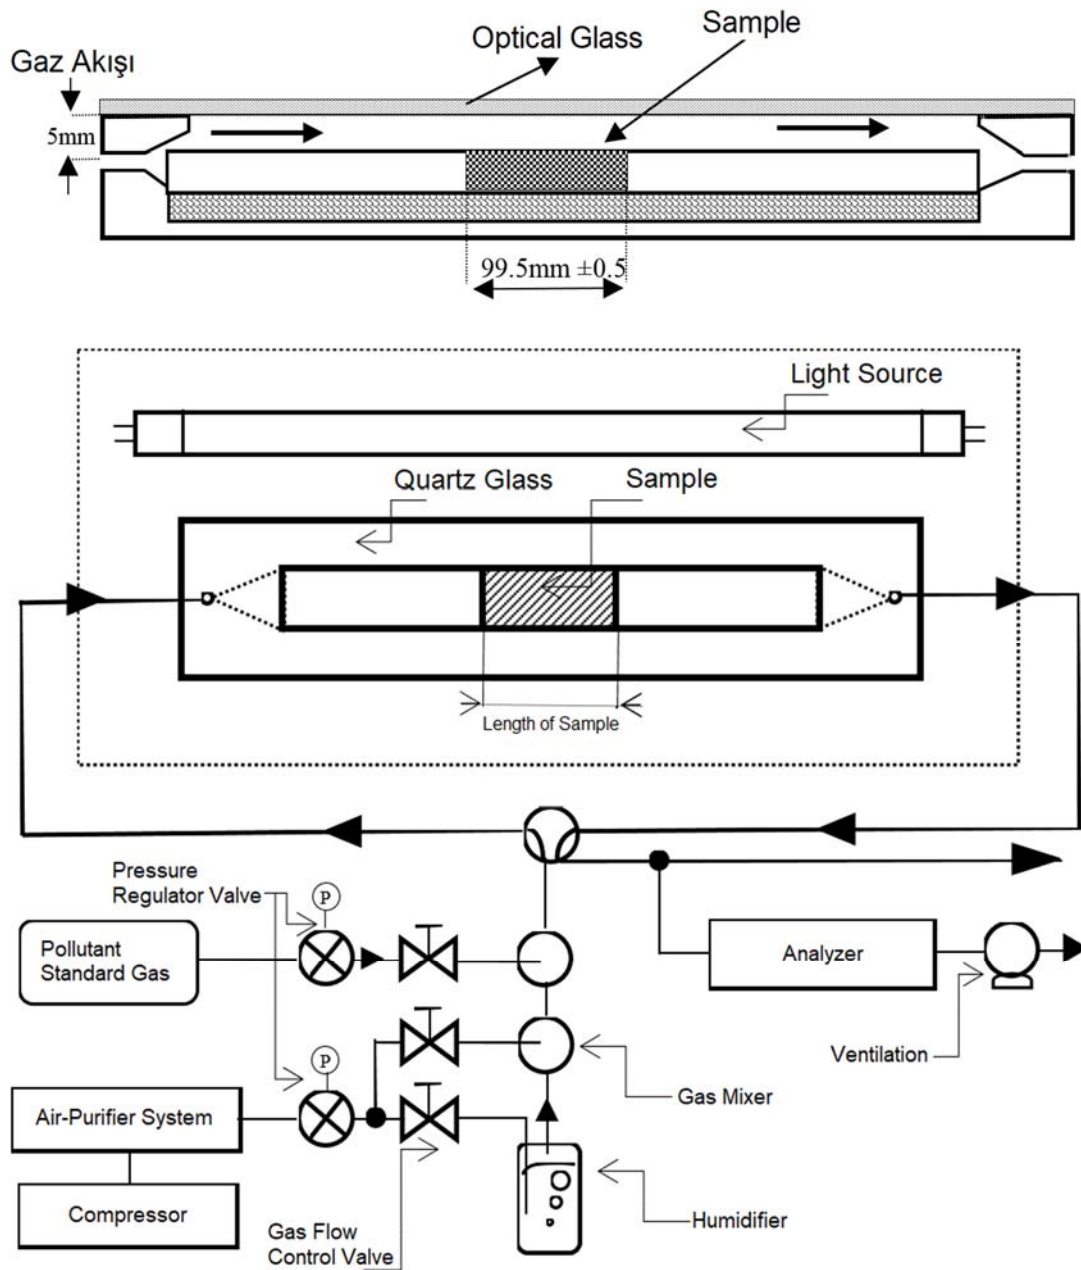 Sample
Optical Glass
Gaz Akışı
5mm
99.5mm ±0.5
Light Source
Quartz Glass
Sample
Length of Sample
Pressure
Regulator Valve
P
Pollutant
Standard Gas
Analyzer
Ventilation
P
Gas Mixer
Air-Purifier System
Compressor
Gas Flow
Control Valve
Humidifier